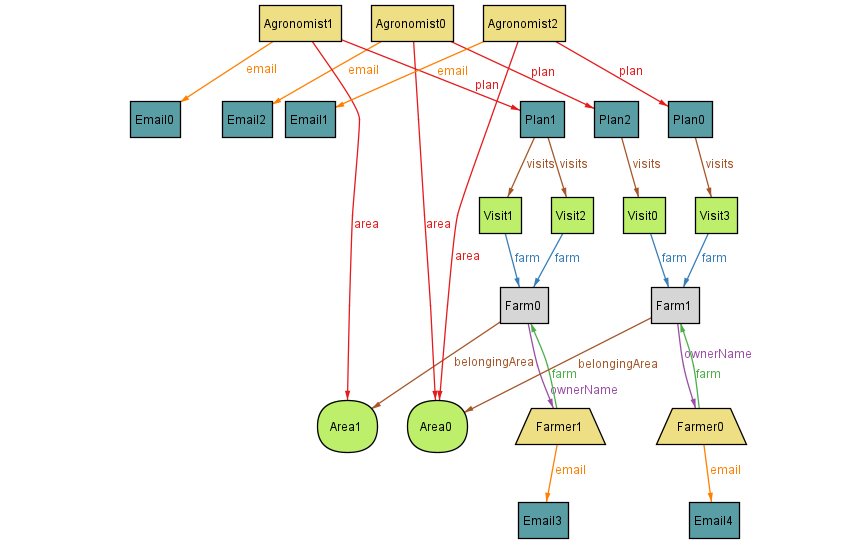 Agronomist1 Agronomist0 Agronomist2
email email email plan plan plan
Email0 Email2 Email1 Plan1 Plan2 Plan0
visits visits visits visits
Visit1 Visit2 Visit0 Visit3
area area area farm farm farm farm
Farm0 Farm1
belongingArea farm ownerName belongingArea ownerName farm
Area1 Area0 Farmer1 Farmer0
email email
Email3 Email4